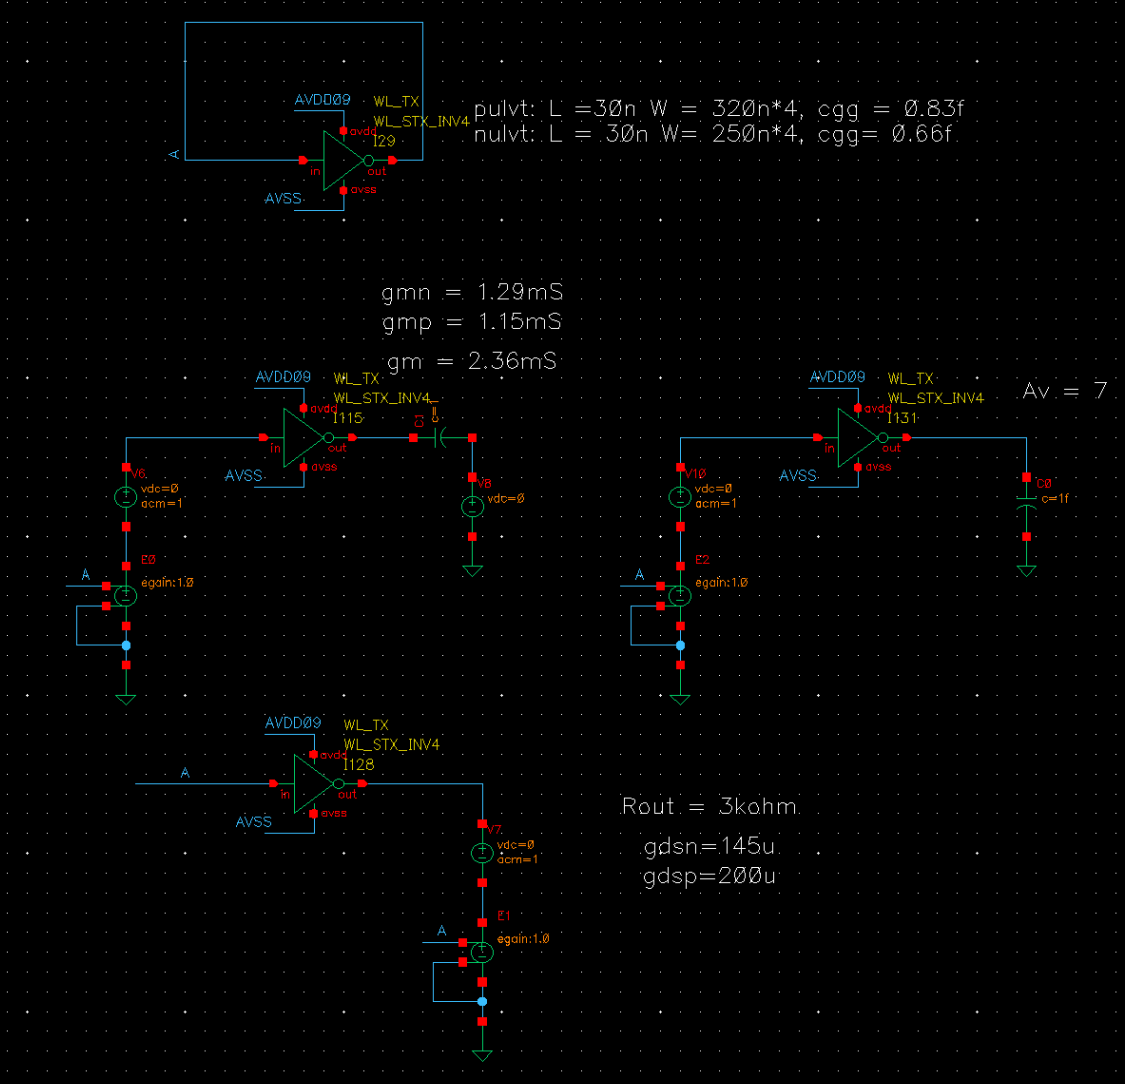 AVDD09
WL_TX
WL_STX_INV4
avdd
I29
A
in
out
avss
AVSS
pulvt: L =30n W = 320n*4, cgg = 0.83f
nulvt: L = 30n W= 250n*4, cgg= 0.66f
gmn = 1.29mS
gmp = 1.15mS
gm = 2.36mS
AVDD09
WL_TX
WL_STX_INV4
avdd
I115
in
out
avss
AVSS
C1
V6
vdc=0
acm=1
V8
vdc=0
E0
A
egain:1.0
AVDD09
WL_TX
WL_STX_INV4
avdd
I131
Av = 7
in
out
avss
AVSS
V10
vdc=0
acm=1
C0
c=1f
E2
A
egain:1.0
AVDD09
WL_TX
WL_STX_INV4
avdd
I128
A
in
out
avss
AVSS
V7
vdc=0
acm=1
E1
A
egain:1.0
Rout = 3kohm
gdsn=145u
gdsp=200u